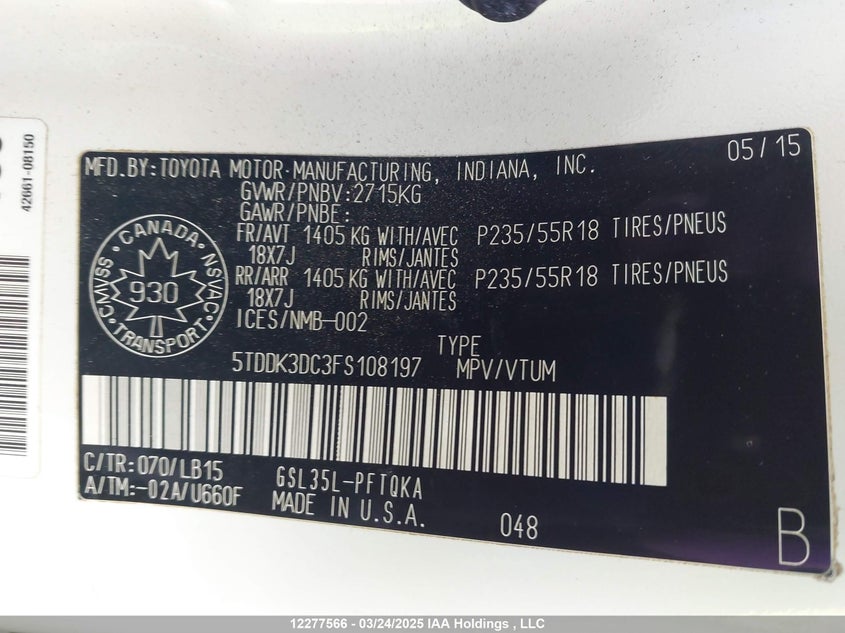 42661-08150
MFD.BY:TOYOTA MOTOR MANUFACTURING, INDIANA, INC. 05/15
GVWR/PNBV:2715KG
GAWR/PNBE:
FR/AVT 1405 KG WITH/AVEC P235/55R18 TIRES/PNEUS
18X7J RIMS/JANTES
RR/ARR 1405 KG WITH/AVEC P235/55R18 TIRES/PNEUS
18X7J RIMS/JANTES
ICES/NMB-002
CANADA
CMVSS 930 NSVAC
TRANSPORT
TYPE
5TDDK3DC3FS108197 MPV/VTUM
C/TR:070/LB15 GSL35L-PFTQKA
A/TM:-02A/U660F MADE IN U.S.A. 048 B
12277566 - 03/24/2025 IAA Holdings , LLC